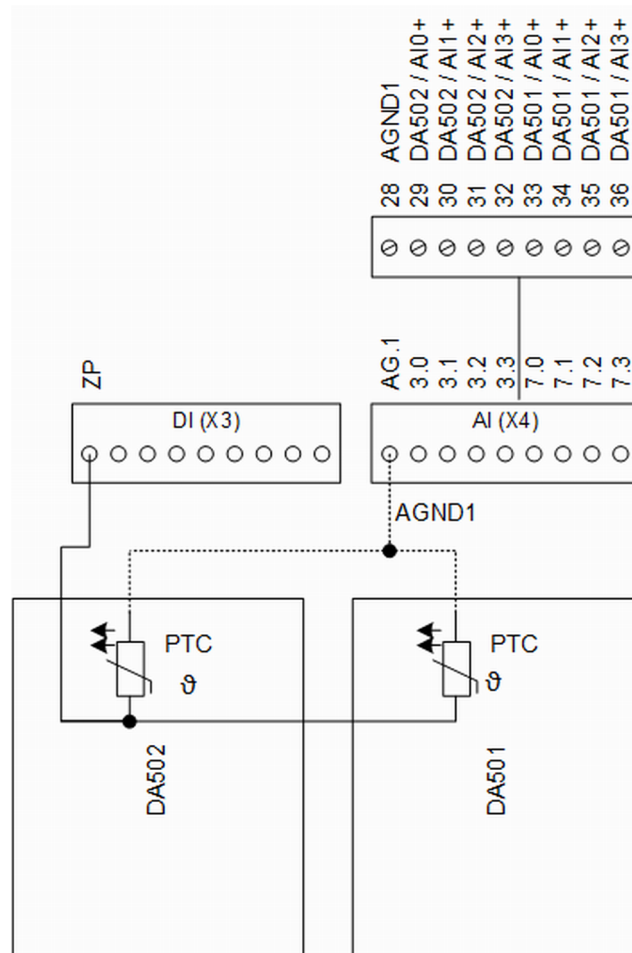 AGND1
DA502 / AI0+
DA502 / AI1+
DA502 / AI2+
DA502 / AI3+
DA501 / AI0+
DA501 / AI1+
DA501 / AI2+
DA501 / AI3+
28
29
30
31
32
33
34
35
36
ZP
AG.1
3.0
3.1
3.2
3.3
7.0
7.1
7.2
7.3
DI (X3)
AI (X4)
AGND1
PTC
ϑ
PTC
ϑ
DA502
DA501